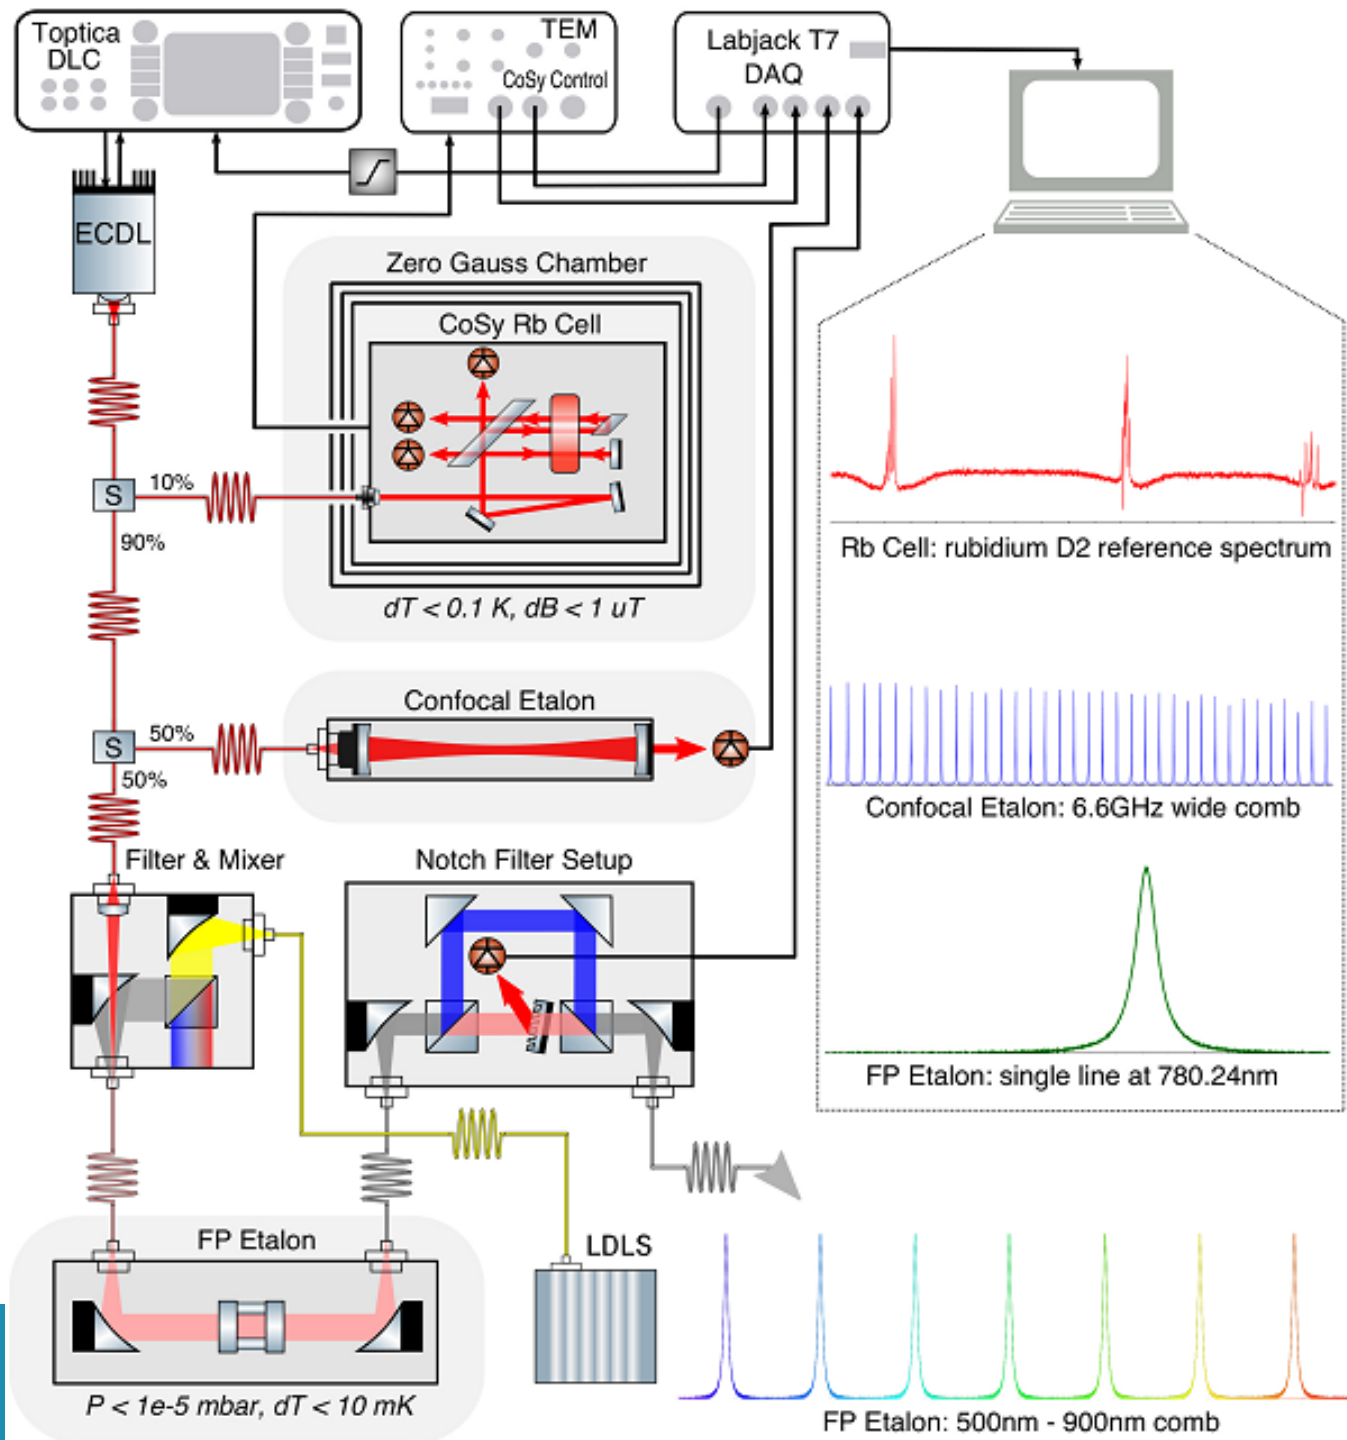 Toptica
DLC
TEM
CoSy Control
Labjack T7
DAQ
ECDL
Zero Gauss Chamber
CoSy Rb Cell
S
10%
90%
dT < 0.1 K, dB < 1 uT
Rb Cell: rubidium D2 reference spectrum
Confocal Etalon
S
50%
50%
Confocal Etalon: 6.6GHz wide comb
Filter & Mixer
Notch Filter Setup
FP Etalon: single line at 780.24nm
FP Etalon
LDLS
P < 1e-5 mbar, dT < 10 mK
FP Etalon: 500nm - 900nm comb